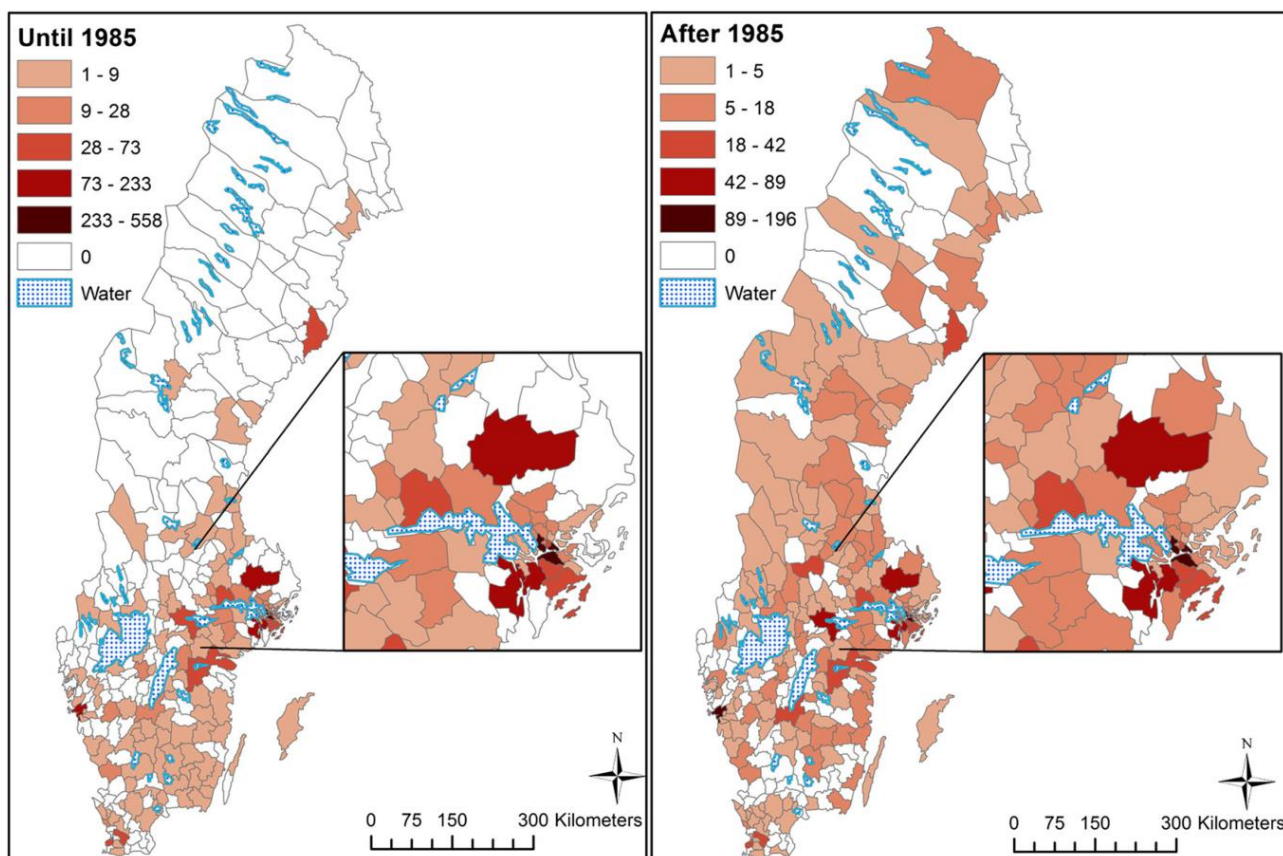 Until 1985
1 - 9
9 - 28
28 - 73
73 - 233
233 - 558
0
Water
N
0 75 150 300 Kilometers
After 1985
1 - 5
5 - 18
18 - 42
42 - 89
89 - 196
0
Water
N
0 75 150 300 Kilometers